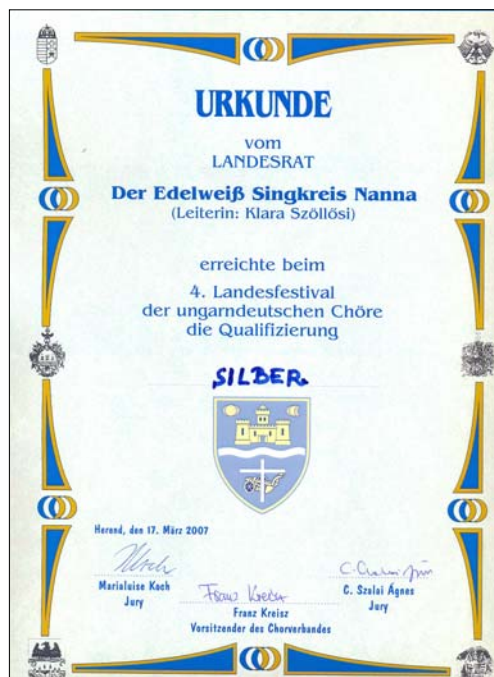 URKUNDE
vom
LANDESRAT
Der Edelweiß Singkreis Nanna
(Leiterin: Klara Szöllősi)
erreichte beim
4. Landesfestival
der ungarndeutschen Chöre
die Qualifizierung
SILBER
Herend, den 17. März 2007
Marialuise Koch
Jury
Franz Kreisz
Vorsitzender des Chorverbandes
C. Szalai Ágnes
Jury